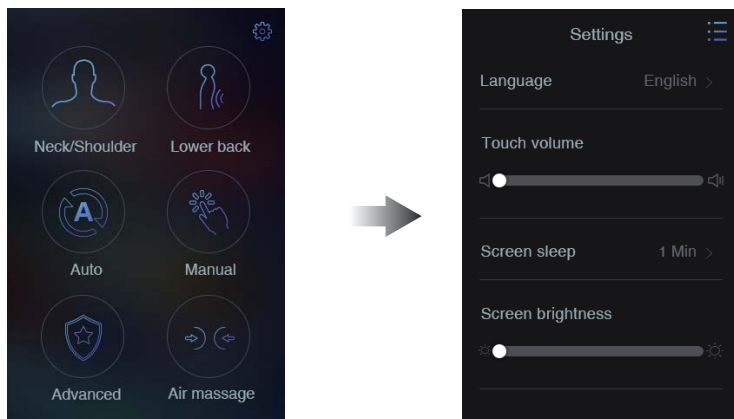 Neck/Shoulder Lower back
A
Auto Manual
Advanced Air massage
Settings
Language English >
Touch volume
Screen sleep 1 Min >
Screen brightness